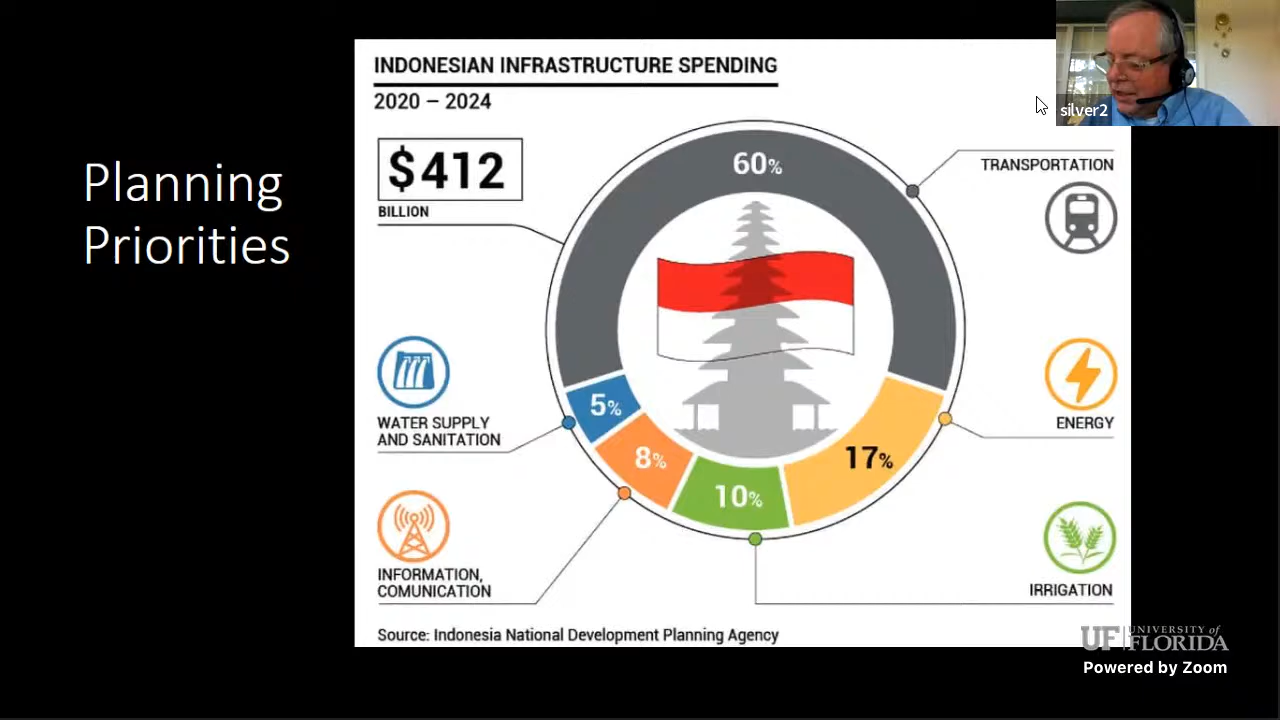 Planning
Priorities
INDONESIAN INFRASTRUCTURE SPENDING
2020 – 2024
$412
BILLION
60%
TRANSPORTATION
5%
WATER SUPPLY
AND SANITATION
8%
INFORMATION,
COMUNICATION
10%
IRRIGATION
17%
ENERGY
Source: Indonesia National Development Planning Agency
silver2
UF UNIVERSITY of
FLORIDA
Powered by Zoom